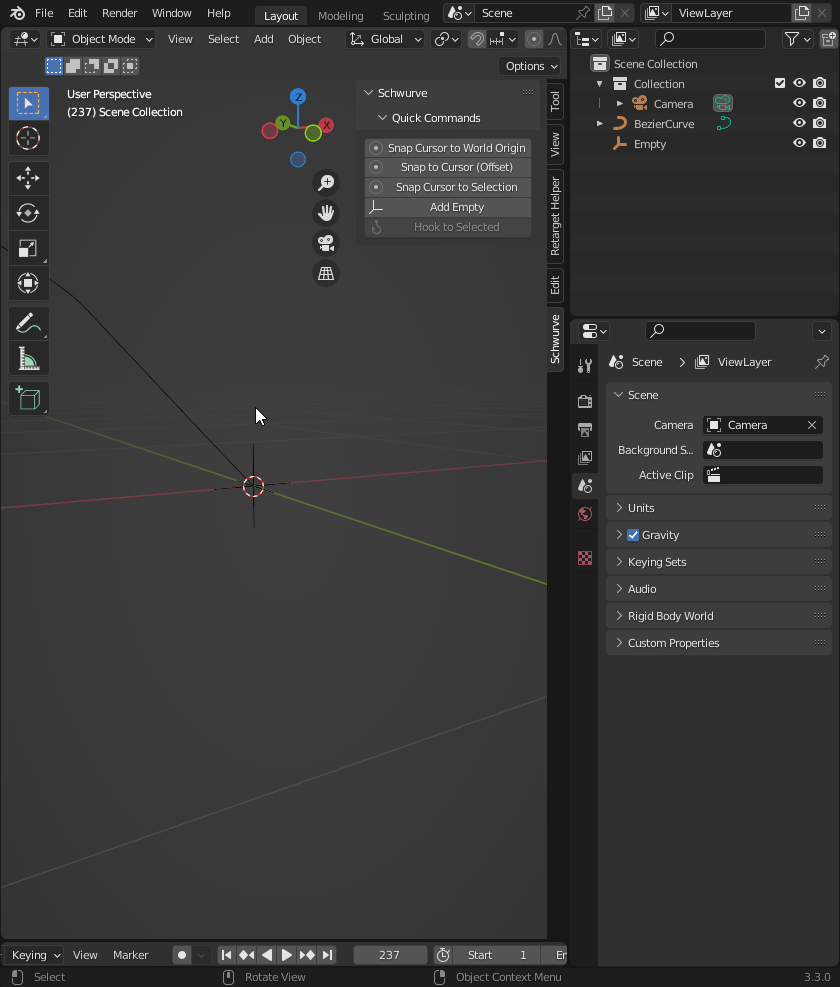 File Edit Render Window Help Layout Modeling Sculpting Scene ViewLayer
Object Mode View Select Add Object Global
Options
User Perspective
(237) Scene Collection
Z
Y
X
Schwurve
Quick Commands
Snap Cursor to World Origin
Snap to Cursor (Offset)
Snap Cursor to Selection
Add Empty
Hook to Selected
Tool
View
Retarget Helper
Edit
Schwurve
Scene Collection
Collection
Camera
BezierCurve
Empty
Scene ViewLayer
Scene
Camera Camera
Background S...
Active Clip
Units
Gravity
Keying Sets
Audio
Rigid Body World
Custom Properties
Keying View Marker 237 Start 1 Er
Select Rotate View Object Context Menu 3.3.0